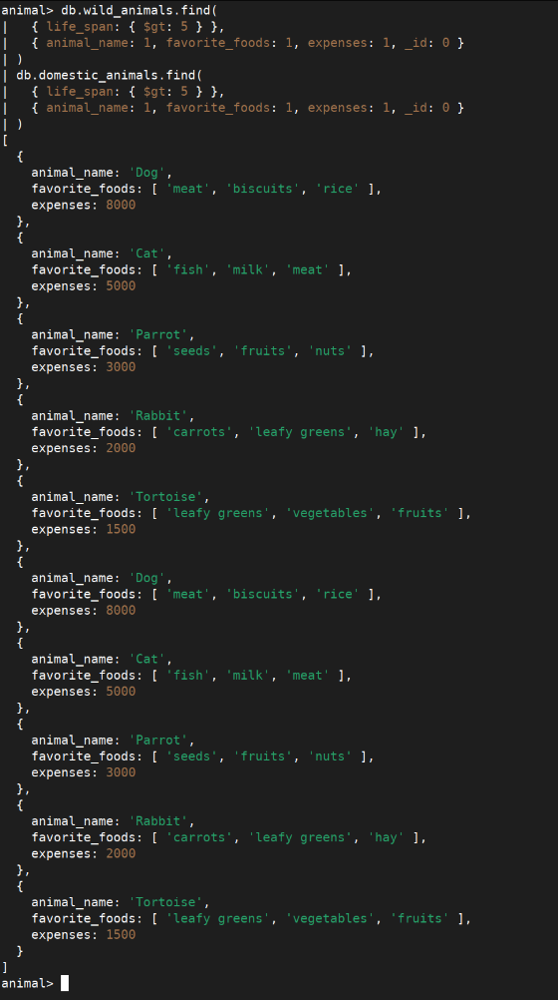 animal> db.wild_animals.find(
|   { life_span: { $gt: 5 } },
|   { animal_name: 1, favorite_foods: 1, expenses: 1, _id: 0 }
| )
| db.domestic_animals.find(
|   { life_span: { $gt: 5 } },
|   { animal_name: 1, favorite_foods: 1, expenses: 1, _id: 0 }
| )
[
  {
    animal_name: 'Dog',
    favorite_foods: [ 'meat', 'biscuits', 'rice' ],
    expenses: 8000
  },
  {
    animal_name: 'Cat',
    favorite_foods: [ 'fish', 'milk', 'meat' ],
    expenses: 5000
  },
  {
    animal_name: 'Parrot',
    favorite_foods: [ 'seeds', 'fruits', 'nuts' ],
    expenses: 3000
  },
  {
    animal_name: 'Rabbit',
    favorite_foods: [ 'carrots', 'leafy greens', 'hay' ],
    expenses: 2000
  },
  {
    animal_name: 'Tortoise',
    favorite_foods: [ 'leafy greens', 'vegetables', 'fruits' ],
    expenses: 1500
  },
  {
    animal_name: 'Dog',
    favorite_foods: [ 'meat', 'biscuits', 'rice' ],
    expenses: 8000
  },
  {
    animal_name: 'Cat',
    favorite_foods: [ 'fish', 'milk', 'meat' ],
    expenses: 5000
  },
  {
    animal_name: 'Parrot',
    favorite_foods: [ 'seeds', 'fruits', 'nuts' ],
    expenses: 3000
  },
  {
    animal_name: 'Rabbit',
    favorite_foods: [ 'carrots', 'leafy greens', 'hay' ],
    expenses: 2000
  },
  {
    animal_name: 'Tortoise',
    favorite_foods: [ 'leafy greens', 'vegetables', 'fruits' ],
    expenses: 1500
  }
]
animal>